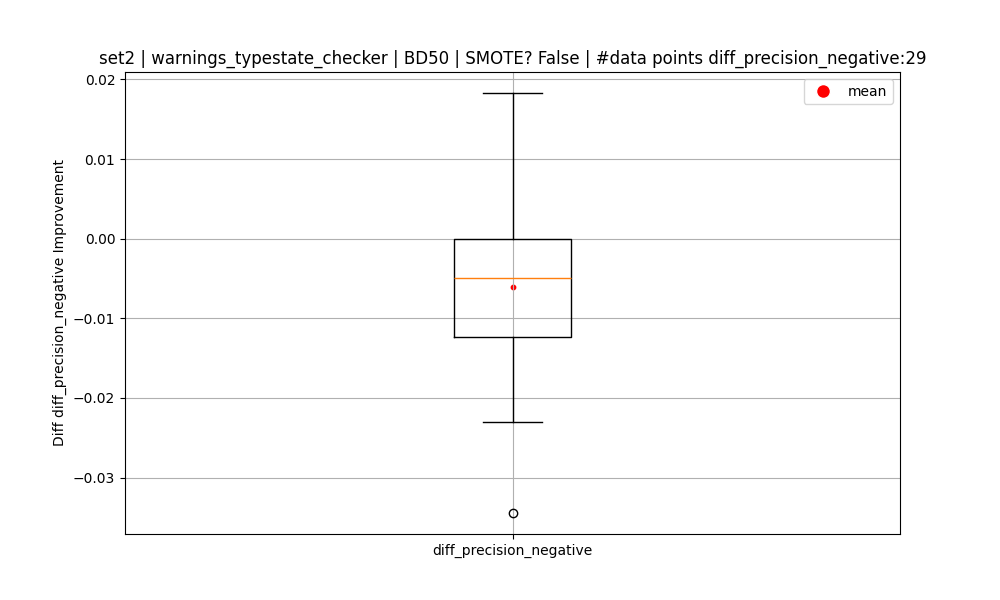 set2 | warnings_typestate_checker | BD50 | SMOTE? False | #data points diff_precision_negative:29
mean
Diff diff_precision_negative Improvement
0.02
0.01
0.00
−0.01
−0.02
−0.03
diff_precision_negative